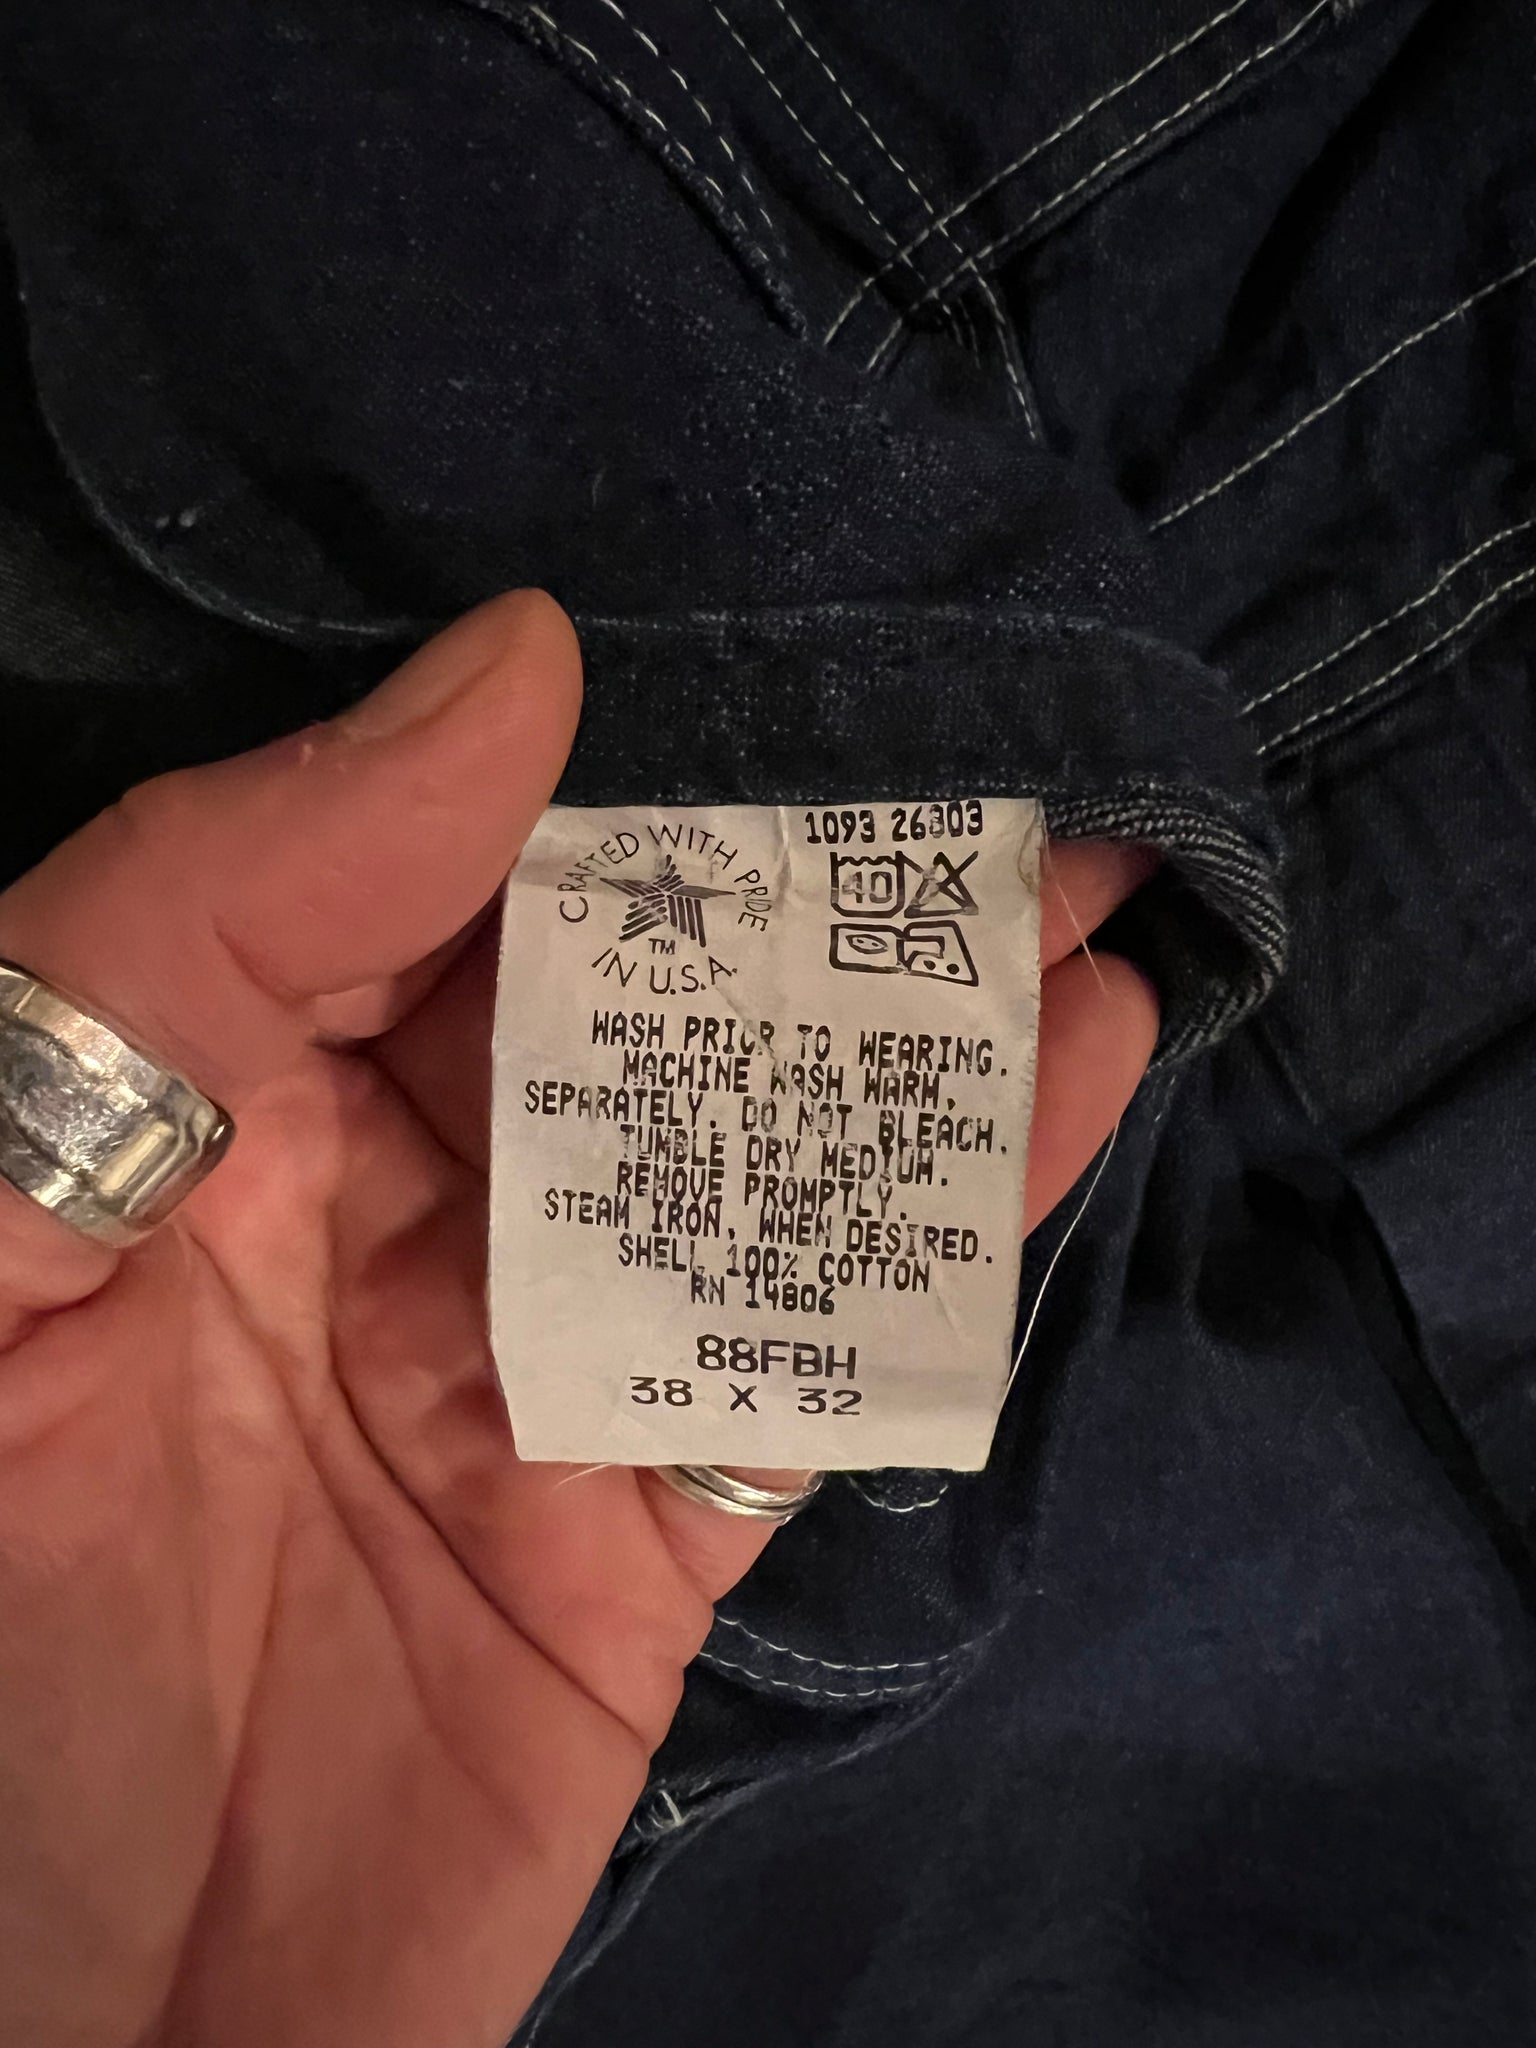 CRAFTED WITH PRIDE
TM
IN U.S.A.
1093 26803
40
WASH PRIOR TO WEARING.
MACHINE WASH WARM,
SEPARATELY. DO NOT BLEACH.
TUMBLE DRY MEDIUM.
REMOVE PROMPTLY.
STEAM IRON, WHEN DESIRED.
SHELL 100% COTTON
RN 14806
88FBH
38 X 32